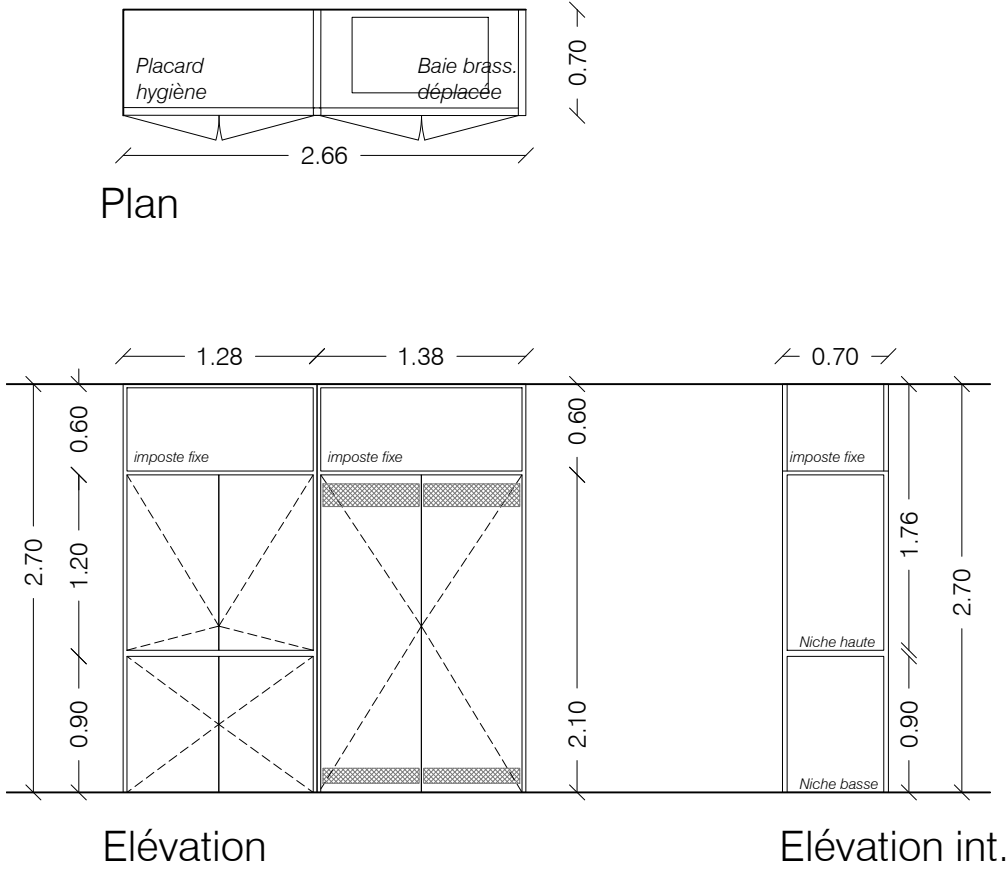 Placard
hygiène
Baie brass.
déplacée
0.70
2.66
Plan
1.28
1.38
0.70
0.60
0.60
imposte fixe
imposte fixe
imposte fixe
2.70
1.20
1.76
2.70
Niche haute
0.90
2.10
0.90
Niche basse
Elévation
Elévation int.